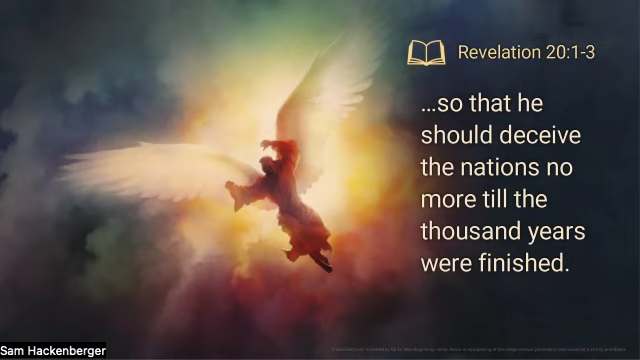 Revelation 20:1-3
...so that he
should deceive
the nations no
more till the
thousand years
were finished.
Sam Hackenberger